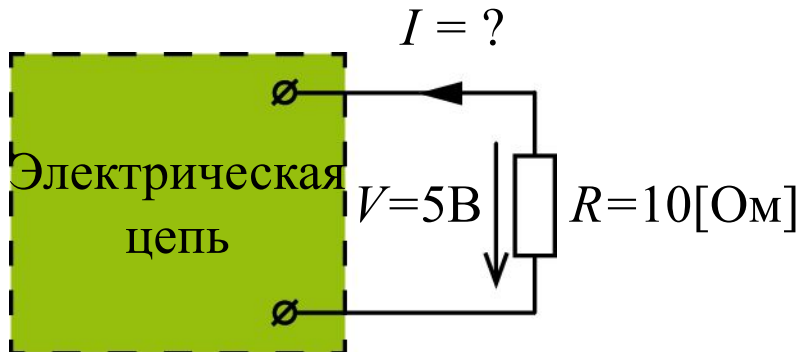 I = ?
Электрическая
цепь
V=5В
R=10[Ом]